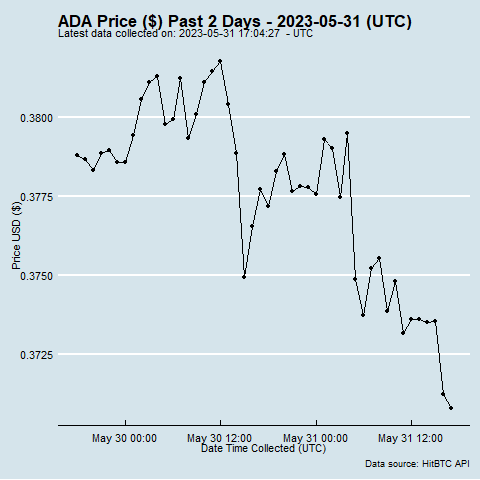 ADA Price ($) Past 2 Days - 2023-05-31 (UTC)
Latest data collected on: 2023-05-31 17:04:27 - UTC
0.3800
0.3775
0.3750
0.3725
Price USD ($)
May 30 00:00 May 30 12:00 May 31 00:00 May 31 12:00
Date Time Collected (UTC)
Data source: HitBTC API